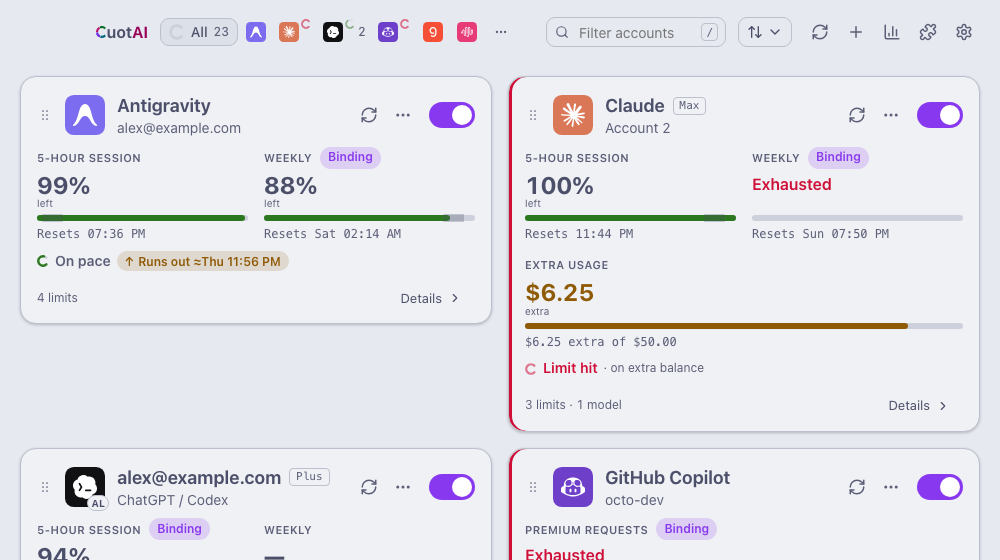 CuotAI All 23 2 9 ... Filter accounts /
Antigravity
alex@example.com
5-HOUR SESSION
99%
left
Resets 07:36 PM
WEEKLY Binding
88%
left
Resets Sat 02:14 AM
On pace ↑ Runs out ≈Thu 11:56 PM
4 limits Details >
Claude Max
Account 2
5-HOUR SESSION
100%
left
Resets 11:44 PM
WEEKLY Binding
Exhausted
Resets Sun 07:50 PM
EXTRA USAGE
$6.25
extra
$6.25 extra of $50.00
Limit hit · on extra balance
3 limits · 1 model Details >
alex@example.com Plus
AL
ChatGPT / Codex
5-HOUR SESSION Binding
94%
WEEKLY
—
GitHub Copilot
octo-dev
PREMIUM REQUESTS Binding
Exhausted